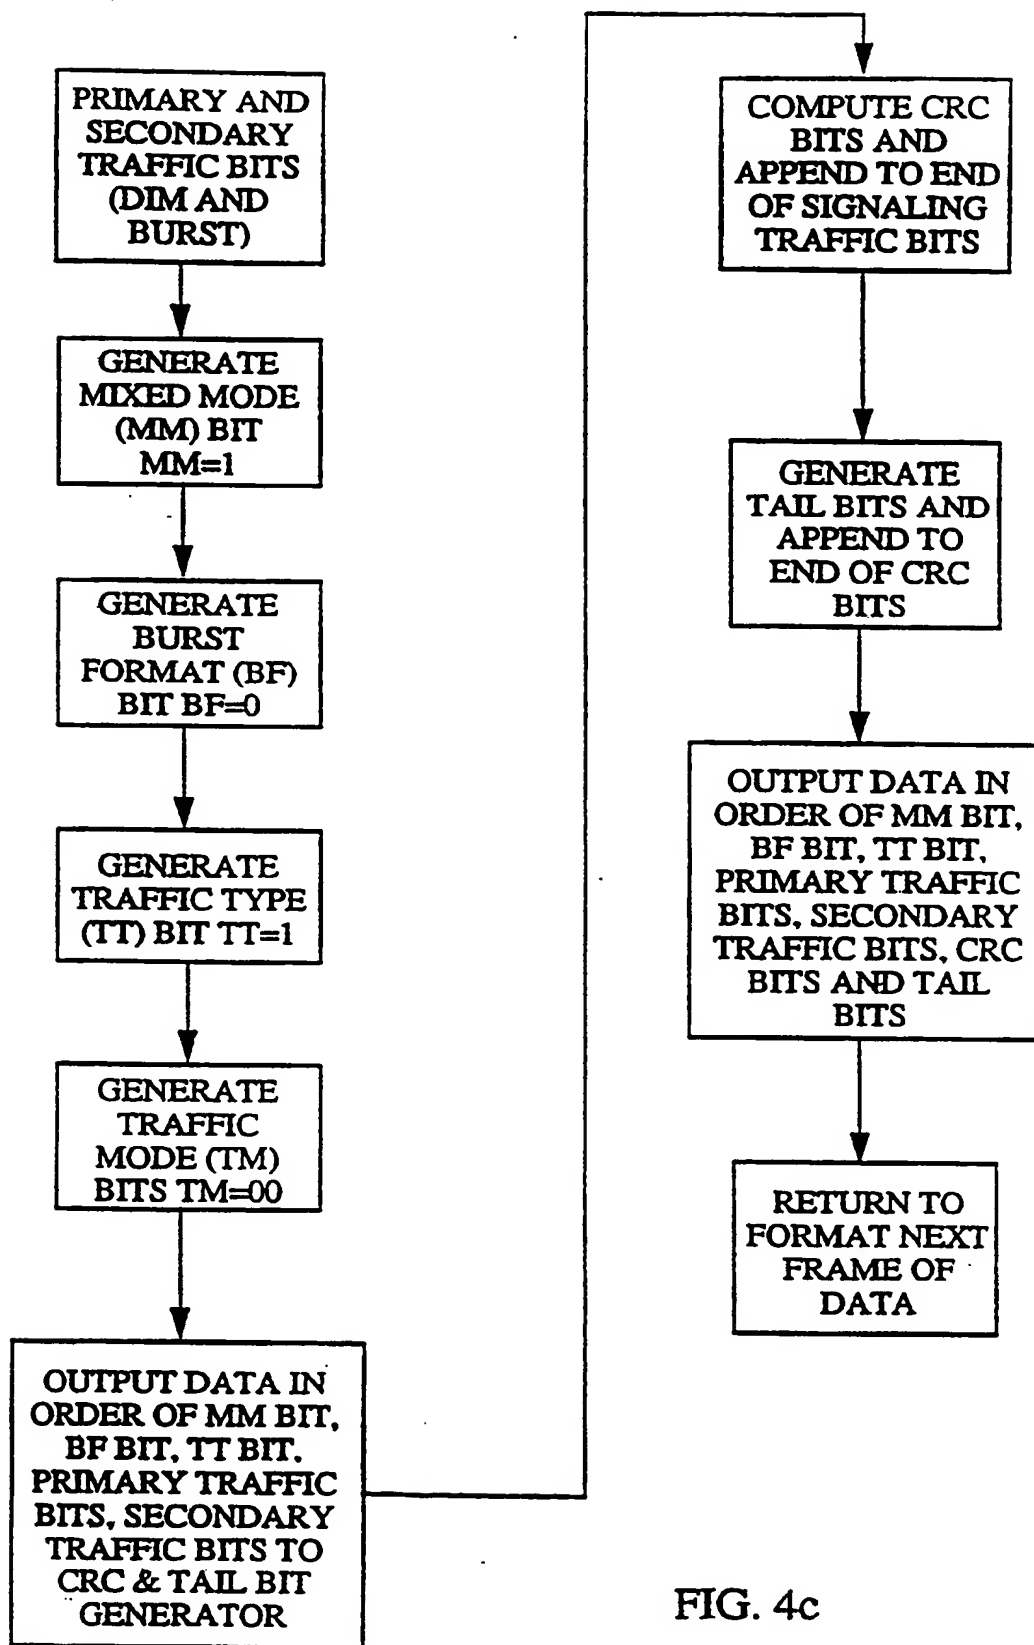 PRIMARY AND
SECONDARY
TRAFFIC BITS
(DIM AND
BURST)
GENERATE
MIXED MODE
(MM) BIT
MM=1
GENERATE
BURST
FORMAT (BF)
BIT BF=0
GENERATE
TRAFFIC TYPE
(TT) BIT TT=1
GENERATE
TRAFFIC
MODE (TM)
BITS TM=00
OUTPUT DATA IN
ORDER OF MM BIT,
BF BIT, TT BIT,
PRIMARY TRAFFIC
BITS, SECONDARY
TRAFFIC BITS TO
CRC & TAIL BIT
GENERATOR
COMPUTE CRC
BITS AND
APPEND TO END
OF SIGNALING
TRAFFIC BITS
GENERATE
TAIL BITS AND
APPEND TO
END OF CRC
BITS
OUTPUT DATA IN
ORDER OF MM BIT,
BF BIT, TT BIT,
PRIMARY TRAFFIC
BITS, SECONDARY
TRAFFIC BITS, CRC
BITS AND TAIL
BITS
RETURN TO
FORMAT NEXT
FRAME OF
DATA
FIG. 4c